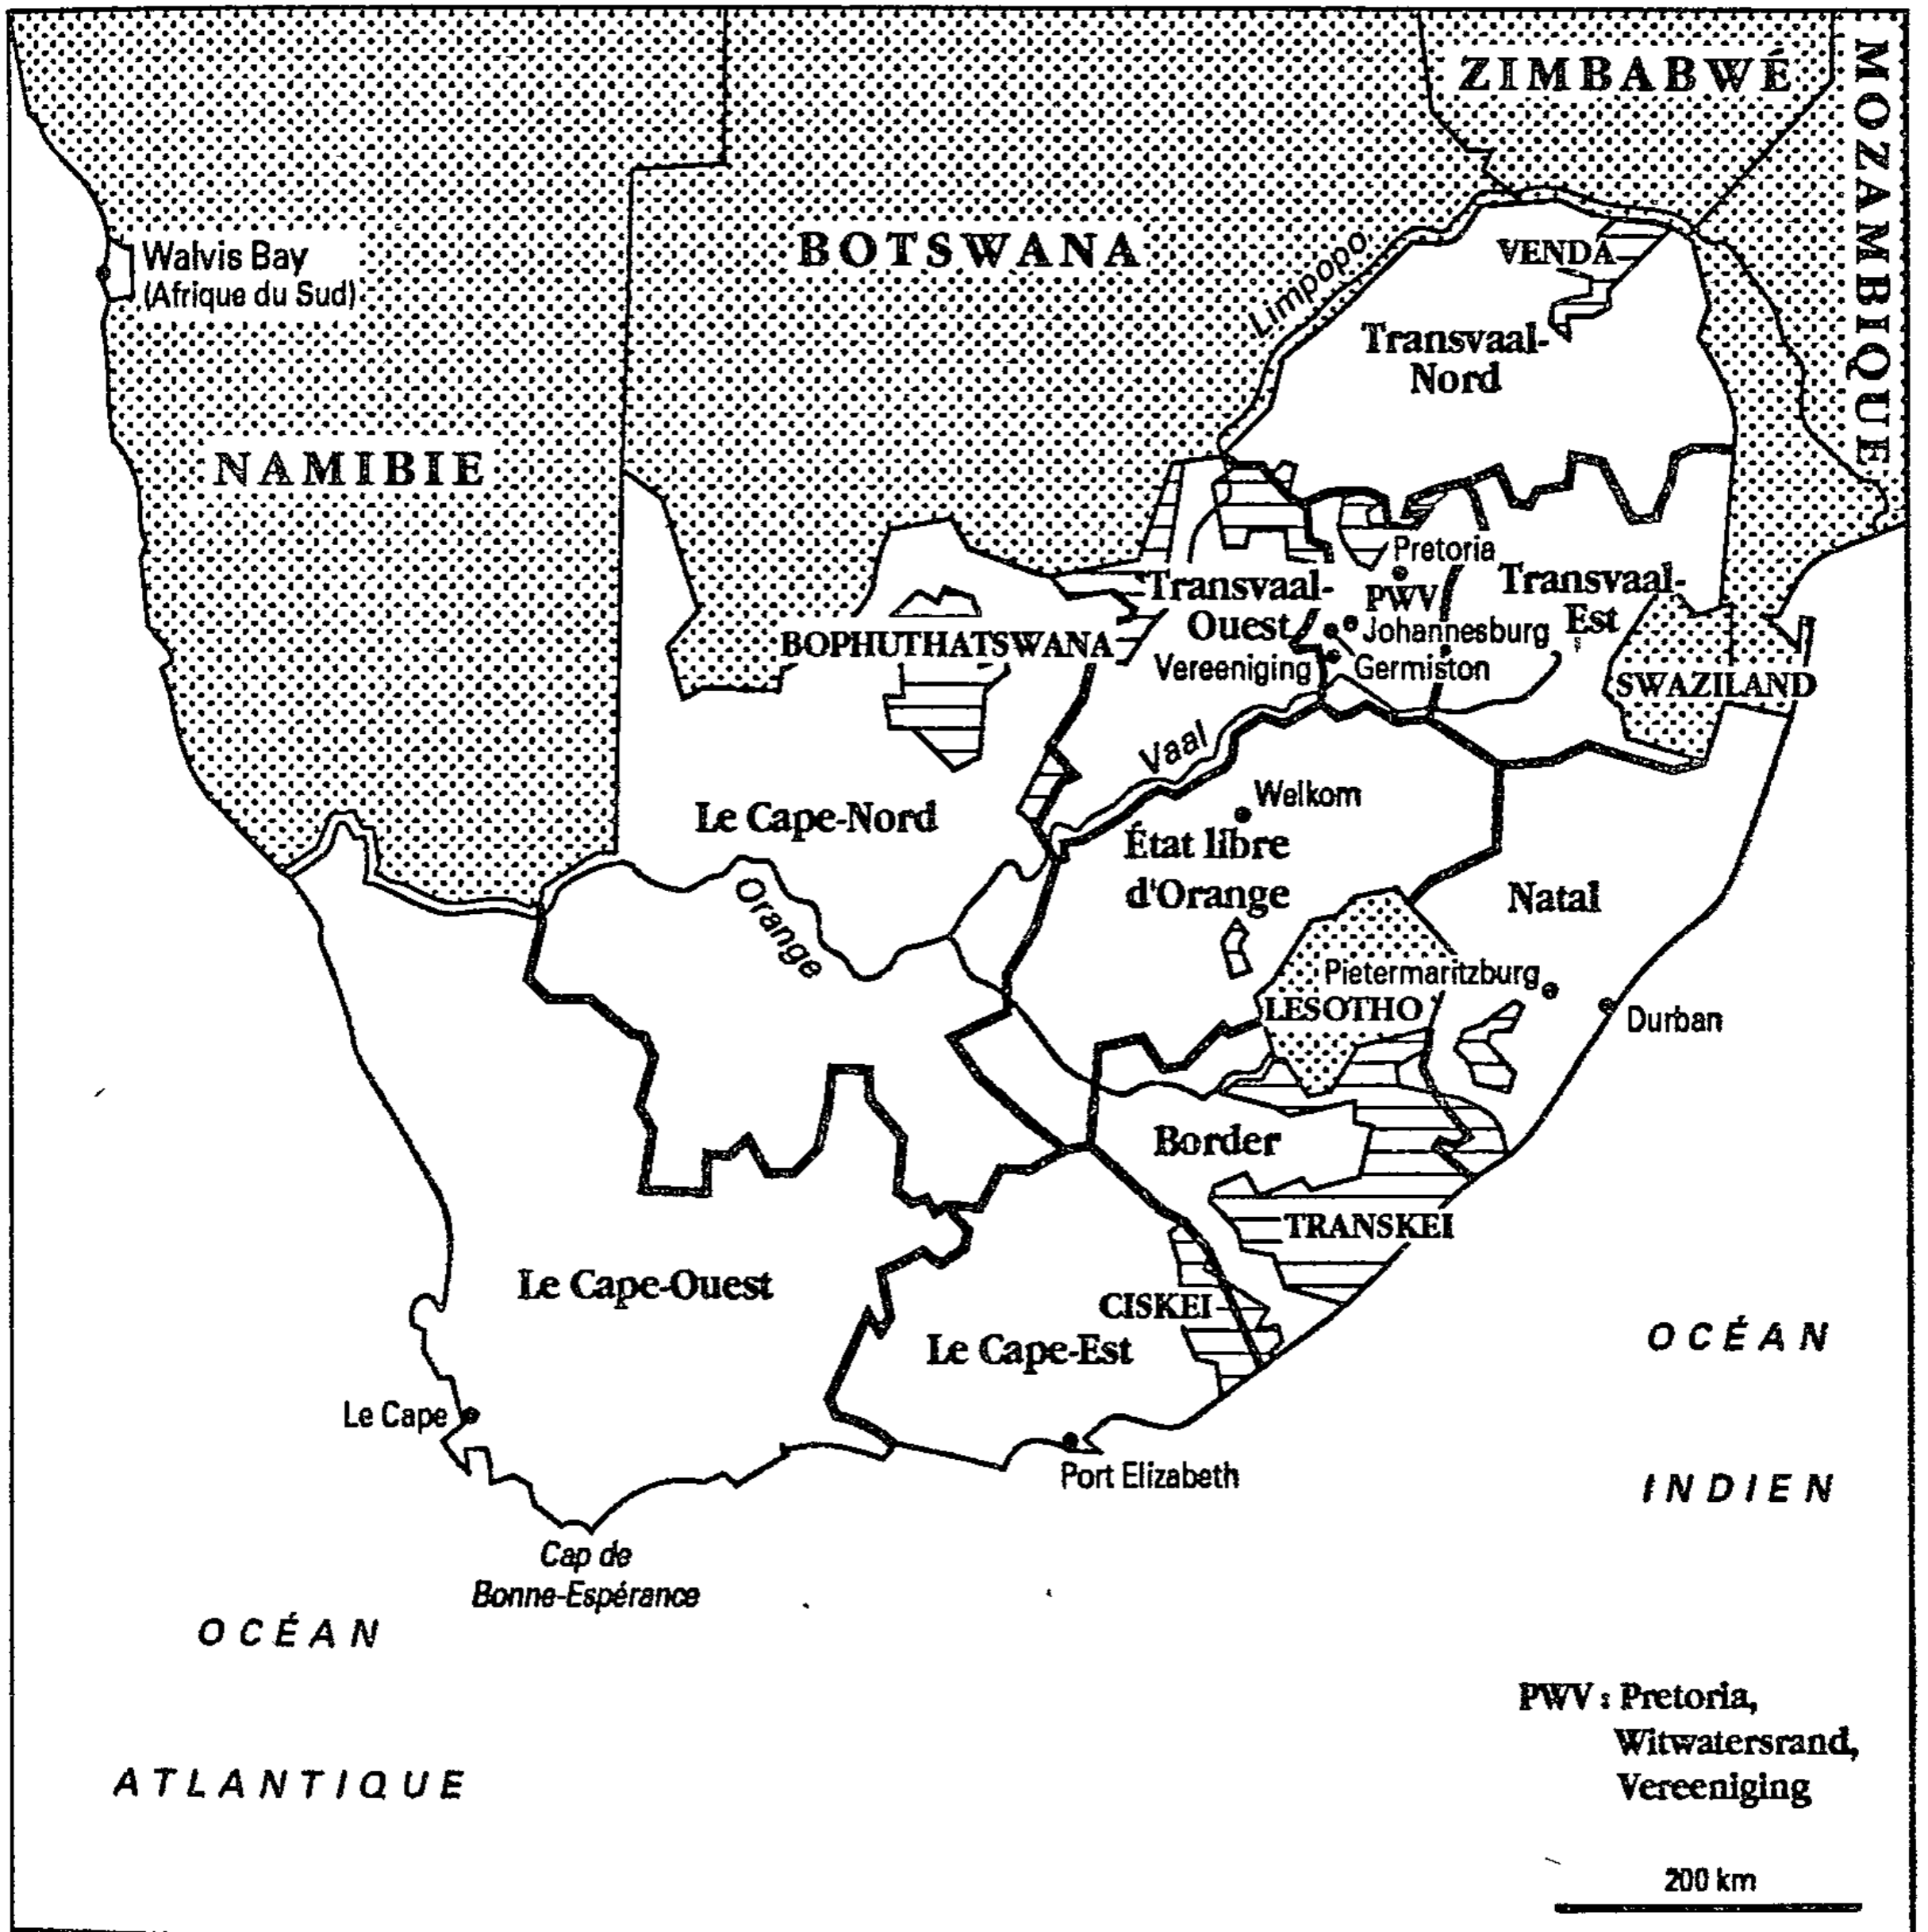 ZIMBABWÉ
MOZAMBIQUE
Walvis Bay
(Afrique du Sud)
BOTSWANA
Limpopo
VENDA
Transvaal-
Nord
NAMIBIE
Pretoria
Transvaal-
Ouest
PWV
Transvaal-
Est
Johannesburg
BOPHUTHATSWANA
Vereeniging
Germiston
SWAZILAND
Vaal
Welkom
Le Cape-Nord
État libre
d'Orange
Orange
Natal
Pietermaritzburg
LESOTHO
Durban
Border
TRANSKEI
Le Cape-Ouest
CISKEI
Le Cape-Est
OCÉAN
INDIEN
Le Cape
Port Elizabeth
Cap de
Bonne-Espérance
OCÉAN
ATLANTIQUE
PWV : Pretoria,
Witwatersrand,
Vereeniging
200 km